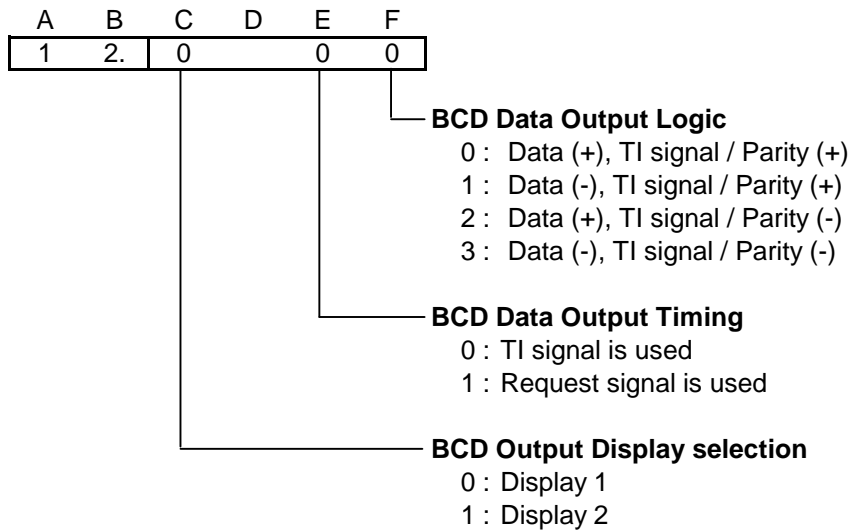 A B C D E F
1 2. 0 0 0
BCD Data Output Logic
0 : Data (+), TI signal / Parity (+)
1 : Data (-), TI signal / Parity (+)
2 : Data (+), TI signal / Parity (-)
3 : Data (-), TI signal / Parity (-)
BCD Data Output Timing
0 : TI signal is used
1 : Request signal is used
BCD Output Display selection
0 : Display 1
1 : Display 2